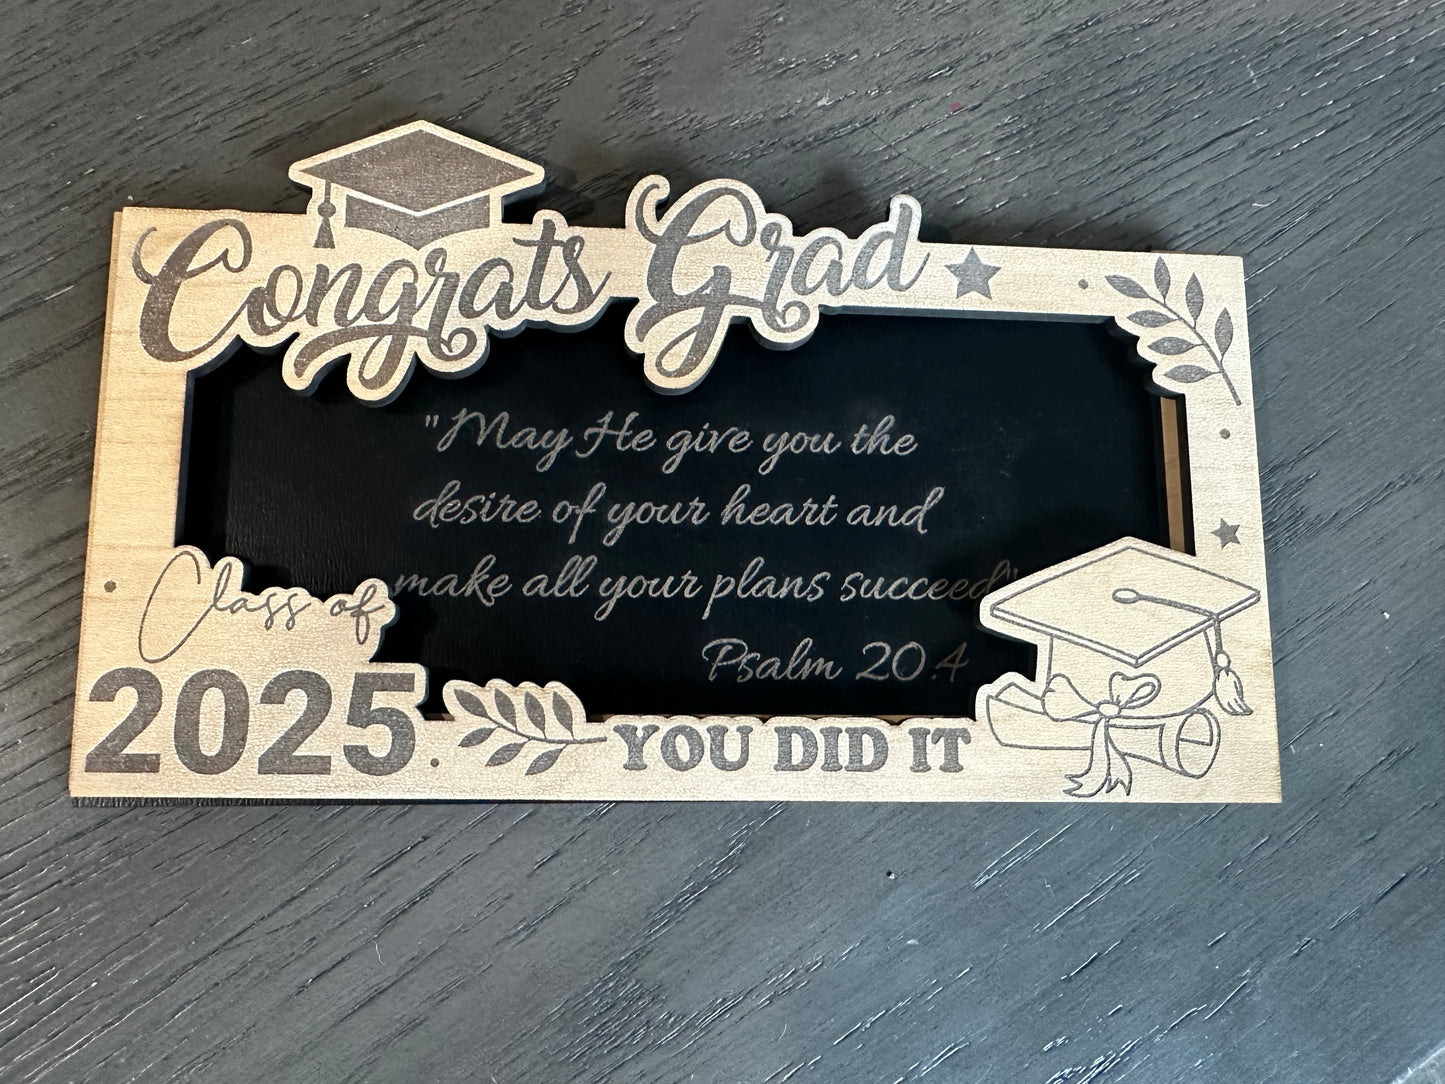 Congrats Grad
"May He give you the
desire of your heart and
make all your plans succeed"
Psalm 20.4
Class of
2025
YOU DID IT